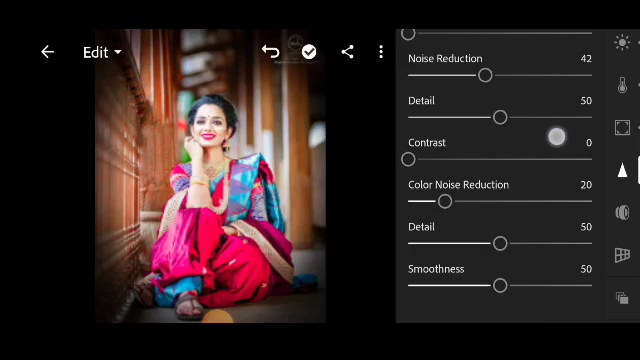 Edit
Noise Reduction 42
Detail 50
Contrast 0
Color Noise Reduction 20
Detail 50
Smoothness 50